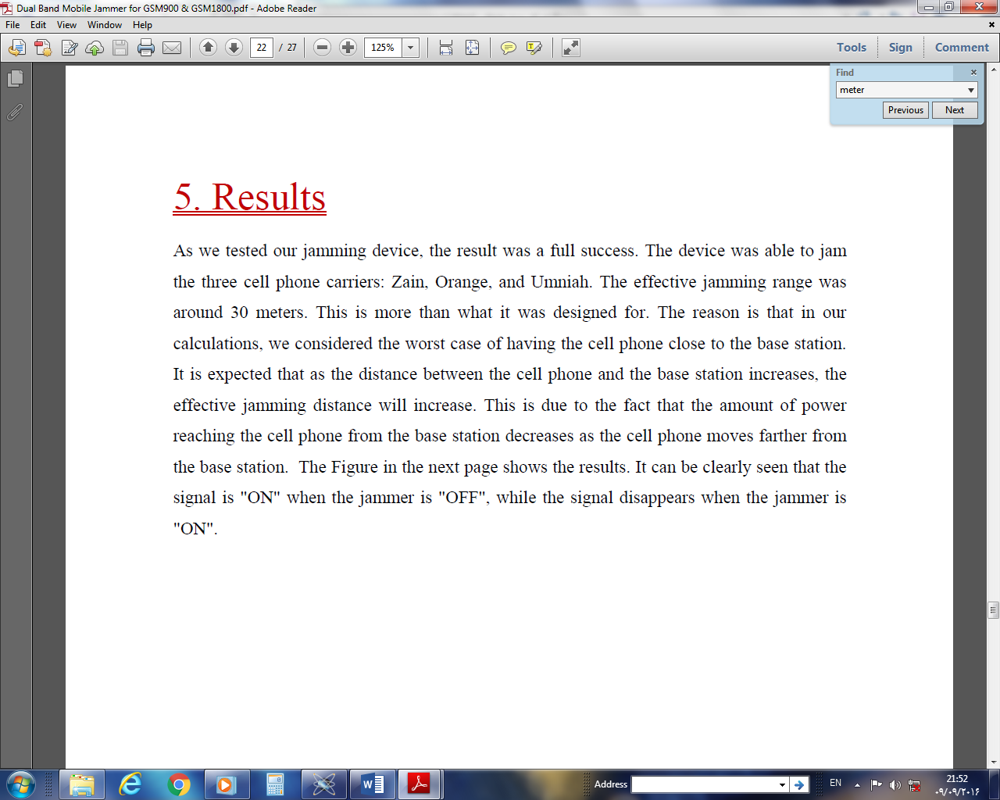 Dual Band Mobile Jammer for GSM900 & GSM1800.pdf - Adobe Reader
File Edit View Window Help
22 / 27 125% Tools Sign Comment
Find
meter
Previous Next
5. Results
As we tested our jamming device, the result was a full success. The device was able to jam
the three cell phone carriers: Zain, Orange, and Umniah. The effective jamming range was
around 30 meters. This is more than what it was designed for. The reason is that in our
calculations, we considered the worst case of having the cell phone close to the base station.
It is expected that as the distance between the cell phone and the base station increases, the
effective jamming distance will increase. This is due to the fact that the amount of power
reaching the cell phone from the base station decreases as the cell phone moves farther from
the base station. The Figure in the next page shows the results. It can be clearly seen that the
signal is "ON" when the jammer is "OFF", while the signal disappears when the jammer is
"ON".
Address EN 21:52
٠٩/٠٩/٢٠١٦